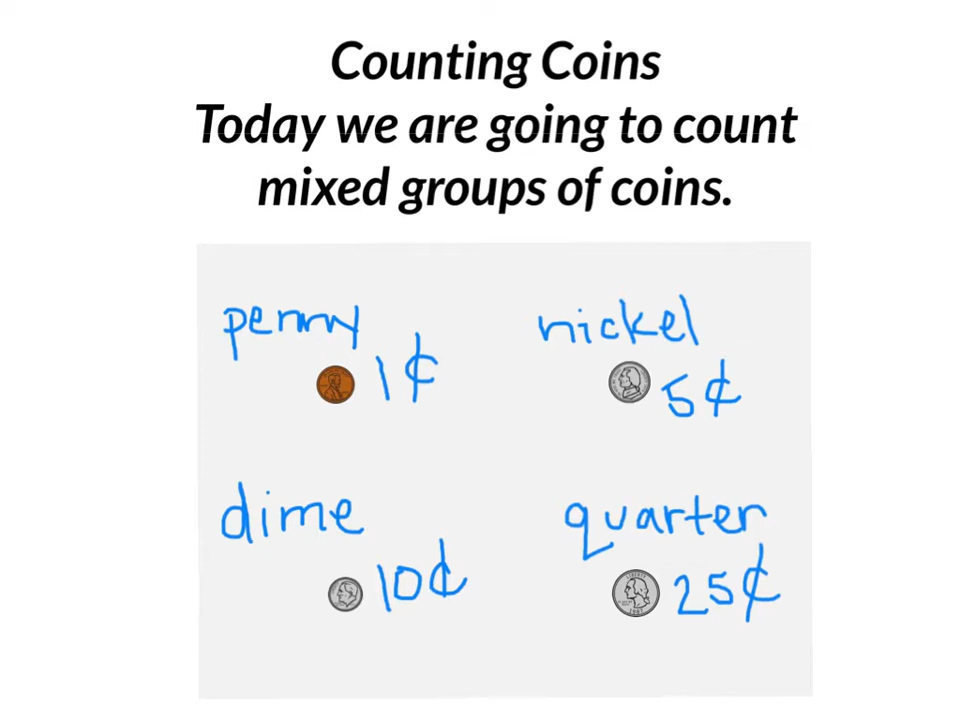 Counting Coins
Today we are going to count
mixed groups of coins.
penny
nickel
1¢
5¢
dime
quarter
10¢
25¢